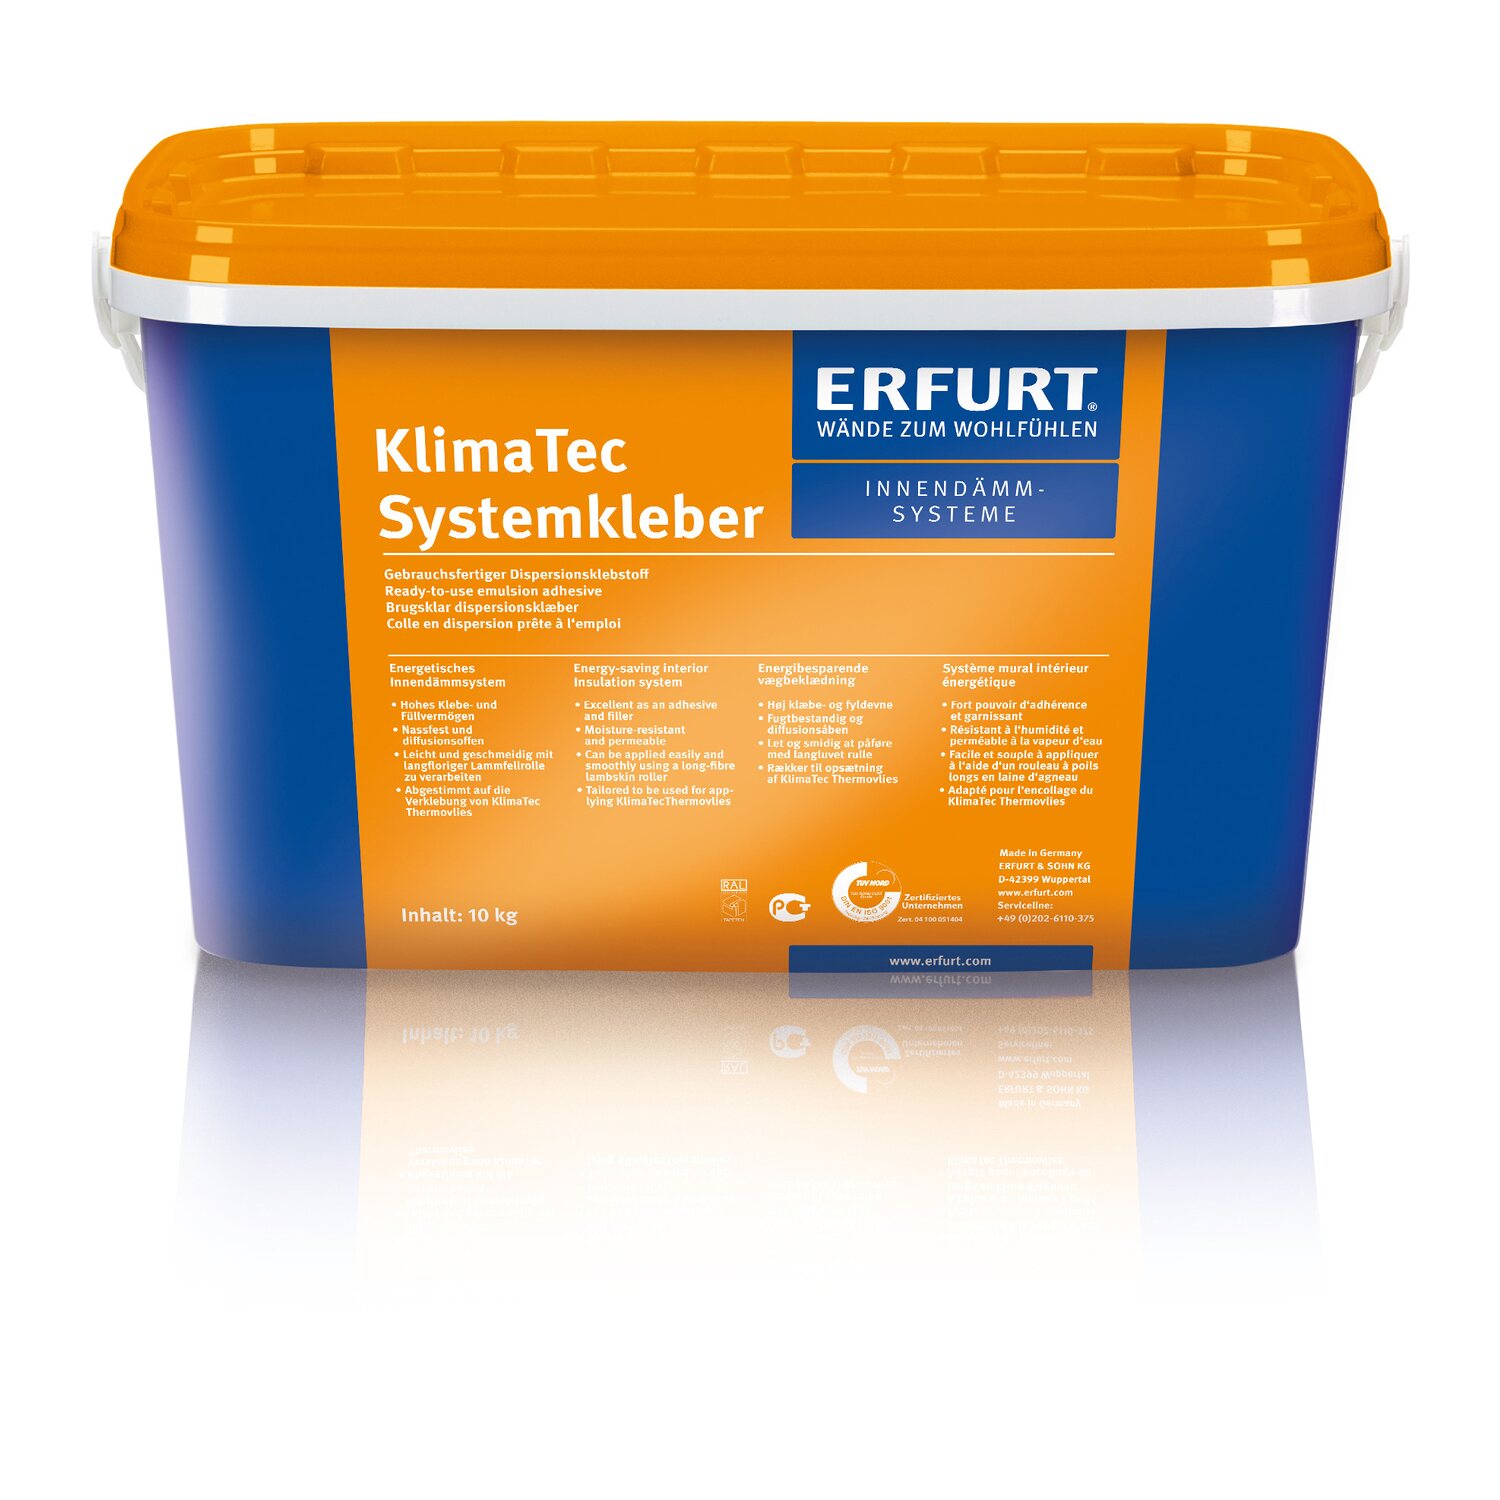 ERFURT®
WÄNDE ZUM WOHLFÜHLEN
INNENDÄMM-
SYSTEME
KlimaTec
Systemkleber
Gebrauchsfertiger Dispersionsklebstoff
Ready-to-use emulsion adhesive
Brugsklar dispersionsklæber
Colle en dispersion prête à l'emploi
Energetisches
Innendämmsystem
• Hohes Klebe- und
Füllvermögen
• Nassfest und
diffusionsoffen
• Leicht und geschmeidig mit
langfloriger Lammfellrolle
zu verarbeiten
• Abgestimmt auf die
Verklebung von KlimaTec
Thermovlies
Energy-saving interior
Insulation system
• Excellent as an adhesive
and filler
• Moisture-resistant
and permeable
• Can be applied easily and
smoothly using a long-fibre
lambskin roller
• Tailored to be used for app-
lying KlimaTecThermovlies
Energibesparende
vægbeklædning
• Høj klæbe- og fyldevne
• Fugtbestandig og
diffusionsåben
• Let og smidig at påføre
med langluvet rulle
• Rækker til opsætning
af KlimaTec Thermovlies
Système mural intérieur
énergétique
• Fort pouvoir d'adhérence
et garnissant
• Résistant à l'humidité et
perméable à la vapeur d'eau
• Facile et souple à appliquer
à l'aide d'un rouleau à poils
longs en laine d'agneau
• Adapté pour l'encollage du
KlimaTec Thermovlies
Inhalt: 10 kg
RAL
TAPETEN
TÜV NORD
DIN EN ISO 9001
Zertifiziertes
Unternehmen
Zert. 04 100 051404
Made in Germany
ERFURT & SOHN KG
D-42399 Wuppertal
www.erfurt.com
Serviceline:
+49 (0)202-6110-375
www.erfurt.com